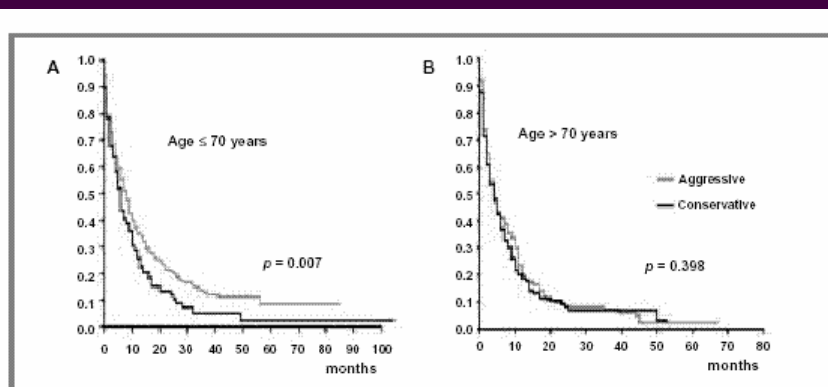 A
1.0
0.9
0.8
0.7
0.6
0.5
0.4
0.3
0.2
0.1
0.0
Age ≤ 70 years
p = 0.007
0 10 20 30 40 50 60 70 80 90 100
months
B
1.0
0.9
0.8
0.7
0.6
0.5
0.4
0.3
0.2
0.1
0.0
Age > 70 years
Aggressive
Conservative
p = 0.398
0 10 20 30 40 50 60 70 80
months